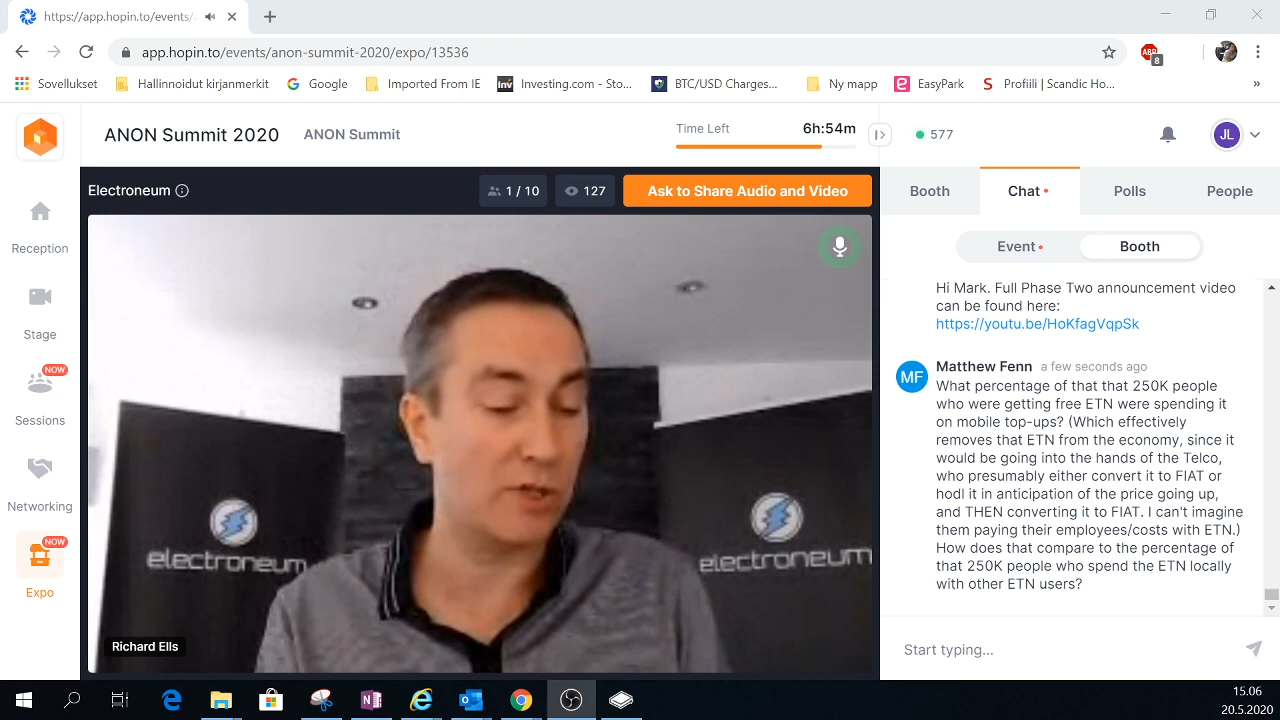 https://app.hopin.to/events/
app.hopin.to/events/anon-summit-2020/expo/13536
ABP
8
Sovellukset
Hallinnoidut kirjanmerkit
Google
Imported From IE
Inv
Investing.com - Sto...
BTC/USD Charges...
Ny mapp
EasyPark
S
Profiili | Scandic Ho...
»
ANON Summit 2020
ANON Summit
Time Left
6h:54m
577
JL
Reception
Stage
NOW
Sessions
Networking
NOW
Expo
Electroneum
1 / 10
127
Ask to Share Audio and Video
electroneum
electroneum
Richard Ells
Booth
Chat
Polls
People
Event
Booth
Hi Mark. Full Phase Two announcement video
can be found here:
https://youtu.be/HoKfagVqpSk
MF
Matthew Fenn a few seconds ago
What percentage of that that 250K people
who were getting free ETN were spending it
on mobile top-ups? (Which effectively
removes that ETN from the economy, since it
would be going into the hands of the Telco,
who presumably either convert it to FIAT or
hodl it in anticipation of the price going up,
and THEN converting it to FIAT. I can't imagine
them paying their employees/costs with ETN.)
How does that compare to the percentage of
that 250K people who spend the ETN locally
with other ETN users?
Start typing...
15.06
20.5.2020